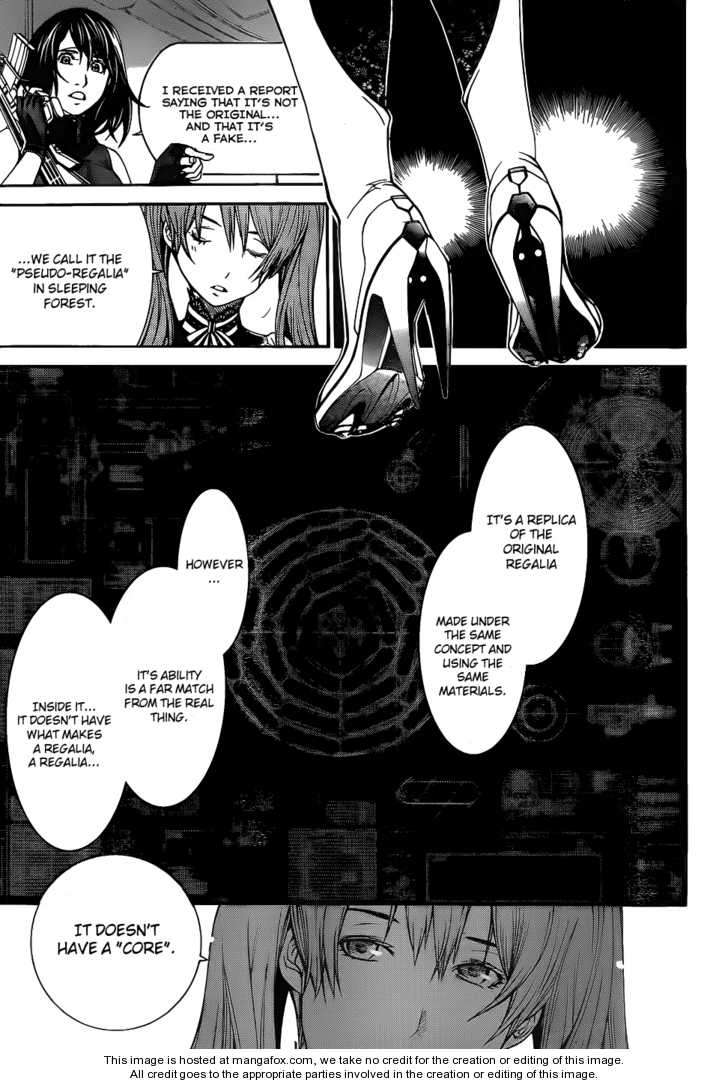 I RECEIVED A REPORT
SAYING THAT IT'S NOT
THE ORIGINAL...
AND THAT IT'S
A FAKE...
...WE CALL IT THE
"PSEUDO-REGALIA"
IN SLEEPING
FOREST.
IT'S A REPLICA
OF THE
ORIGINAL
REGALIA
MADE UNDER
THE SAME
CONCEPT AND
USING THE
SAME
MATERIALS.
HOWEVER
...
IT'S ABILITY
IS A FAR MATCH
FROM THE REAL
THING.
INSIDE IT...
IT DOESN'T HAVE
WHAT MAKES
A REGALIA,
A REGALIA...
IT DOESN'T
HAVE A "CORE".
This image is hosted at mangafox.com, we take no credit for the creation or editing of this image.
All credit goes to the appropriate parties involved in the creation or editing of this image.